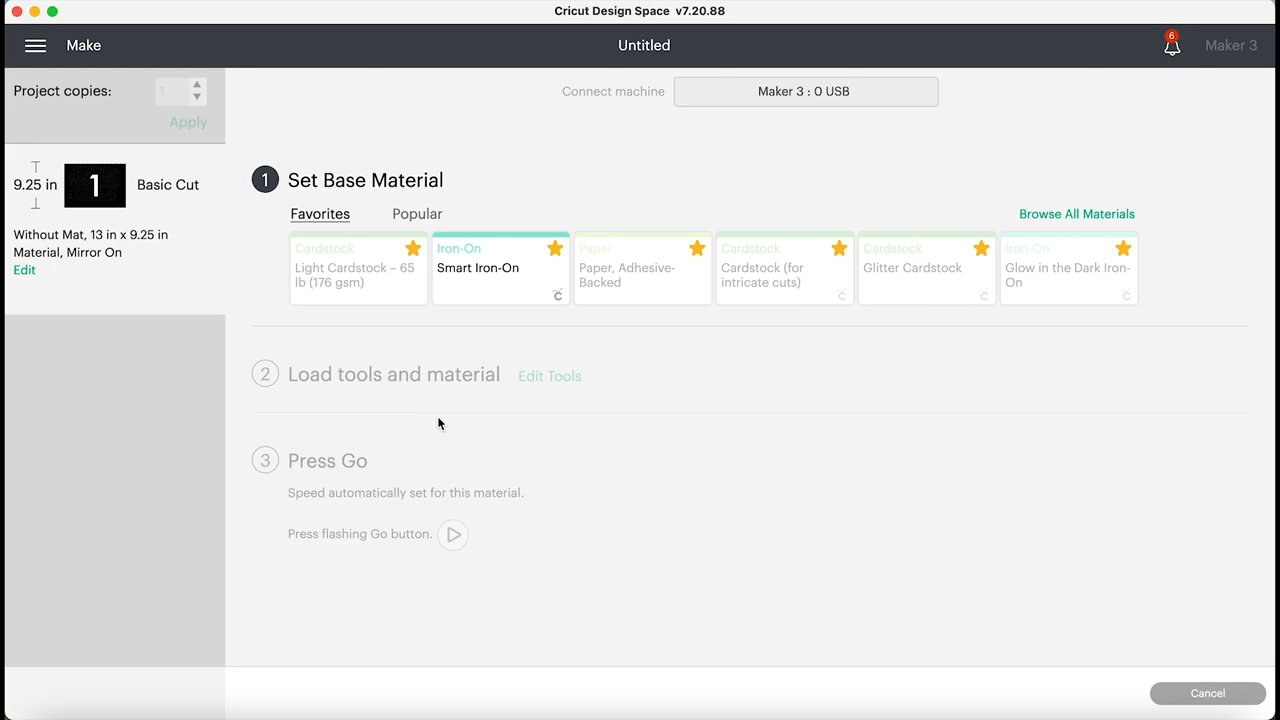 Cricut Design Space v7.20.88
Make
Untitled
6
Maker 3
Project copies:
1
Apply
Connect machine
Maker 3 : 0 USB
9.25 in
1
Basic Cut
Without Mat, 13 in x 9.25 in
Material, Mirror On
Edit
1
Set Base Material
Favorites
Popular
Browse All Materials
Cardstock
Light Cardstock – 65
lb (176 gsm)
Iron-On
Smart Iron-On
C
Paper
Paper, Adhesive-
Backed
Cardstock
Cardstock (for
intricate cuts)
C
Cardstock
Glitter Cardstock
C
Iron-On
Glow in the Dark Iron-
On
C
2
Load tools and material
Edit Tools
3
Press Go
Speed automatically set for this material.
Press flashing Go button.
Cancel